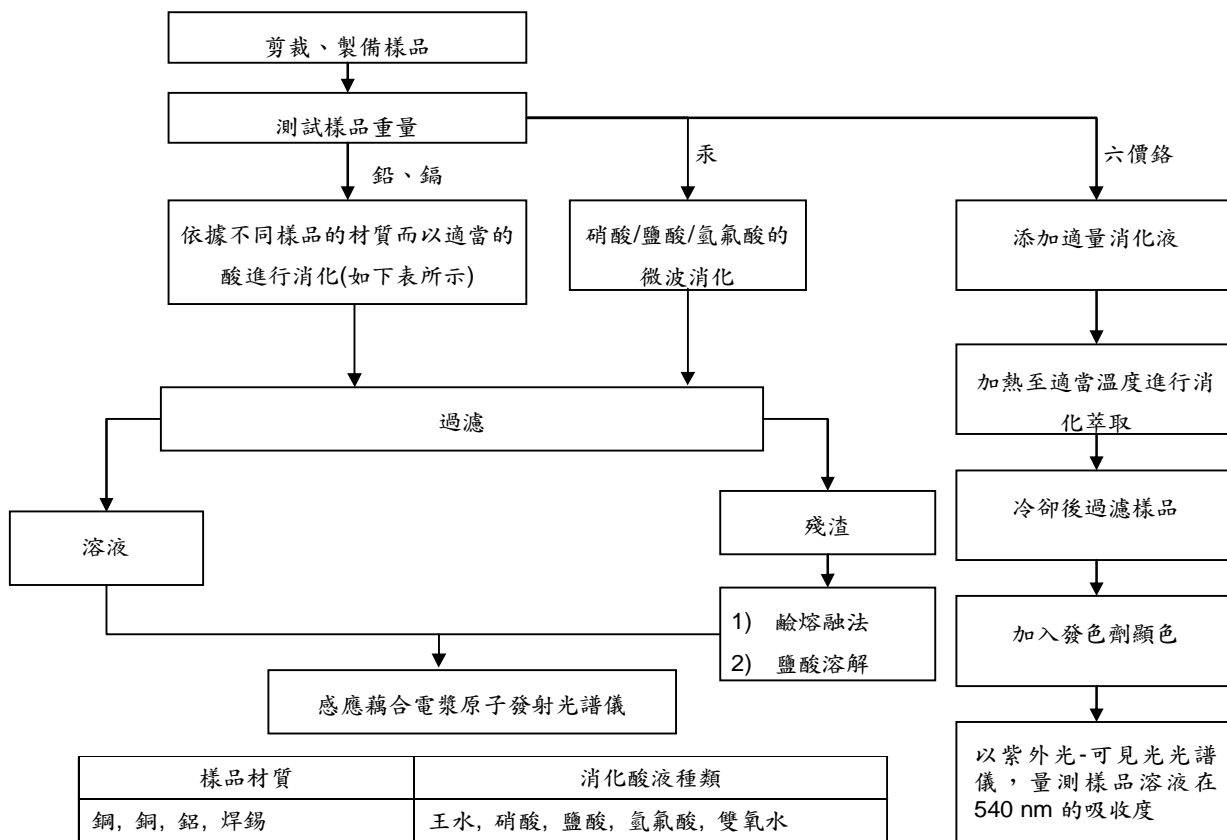 剪裁、製備樣品
測試樣品重量
鉛、鎘
汞
六價鉻
依據不同樣品的材質而以適當的
酸進行消化(如下表所示)
硝酸/鹽酸/氫氟酸的
微波消化
添加適量消化液
加熱至適當溫度進行消
化萃取
過濾
冷卻後過濾樣品
溶液
殘渣
1) 鹼熔融法
2) 鹽酸溶解
加入發色劑顯色
感應藕合電漿原子發射光譜儀
以紫外光-可見光光譜
儀，量測樣品溶液在
540 nm 的吸收度
樣品材質 消化酸液種類
鋼, 銅, 鋁, 焊錫 王水, 硝酸, 鹽酸, 氫氟酸, 雙氧水